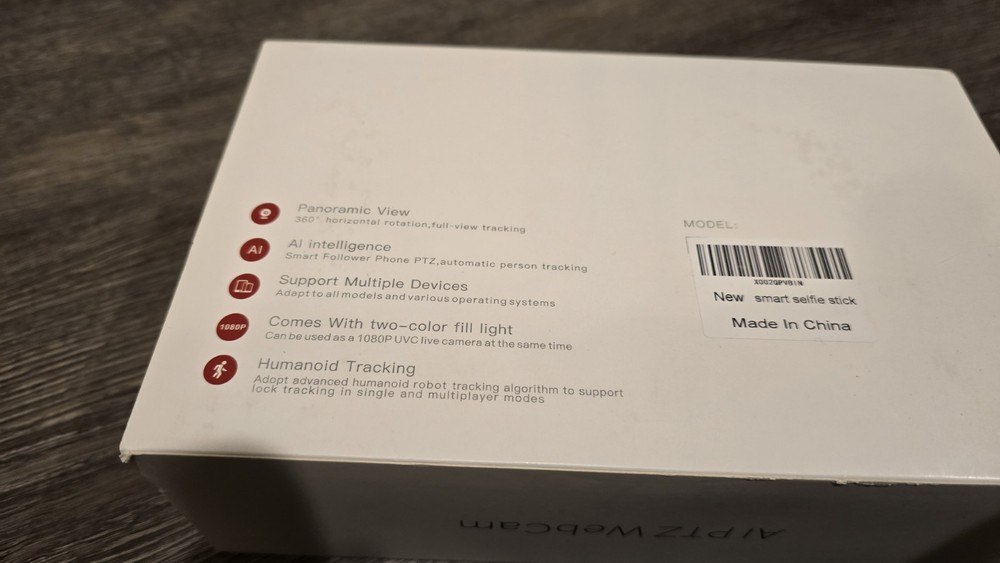 Panoramic View
360° horizontal rotation,full-view tracking
AI
AI intelligence
Smart Follower Phone PTZ,automatic person tracking
Support Multiple Devices
Adapt to all models and various operating systems
1080P
Comes With two-color fill light
Can be used as a 1080P UVC live camera at the same time
Humanoid Tracking
Adopt advanced humanoid robot tracking algorithm to support
lock tracking in single and multiplayer modes
MODEL:
X002QPVBIN
New smart selfie stick
Made In China
AI PTZ WebCam